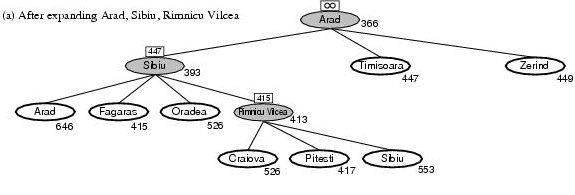 ∞
(a) After expanding Arad, Sibiu, Rimnicu Vilcea
Arad
366
447
Sibiu
393
Timisoara
447
Zerind
449
Arad
646
Fagaras
415
Oradea
526
415
Rimnicu Vilcea
413
Craiova
526
Pitesti
417
Sibiu
553